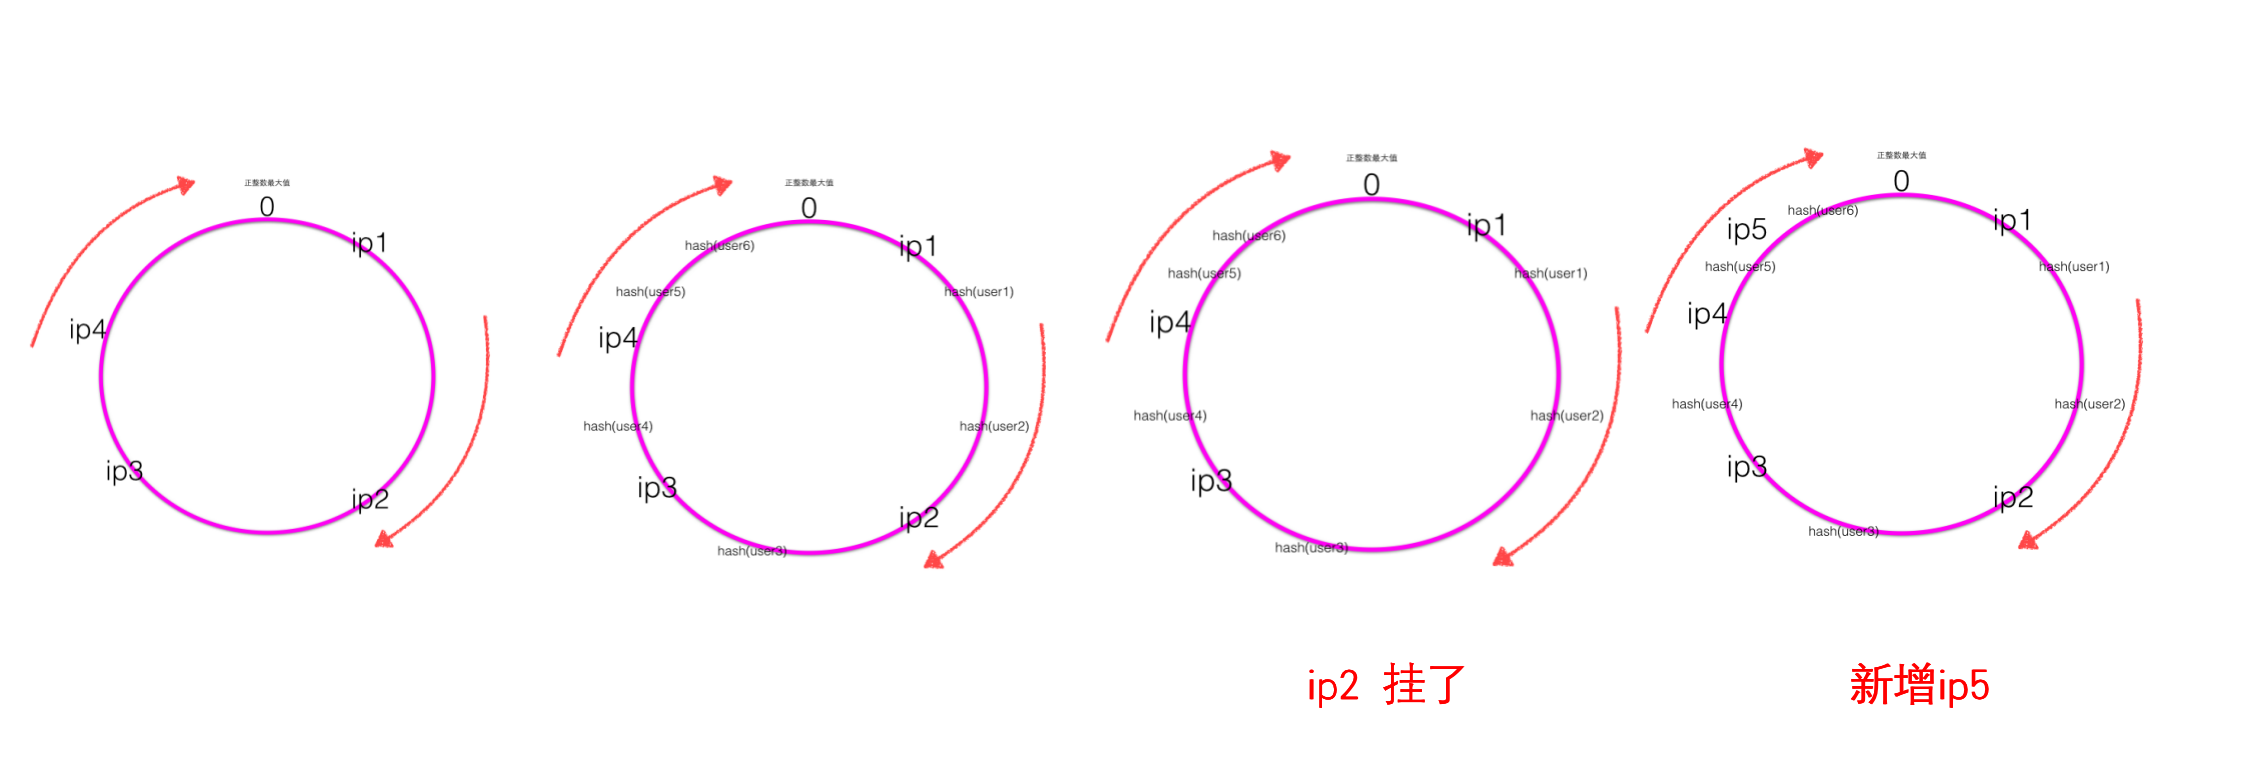 正整数最大值
0
ip1
ip4
ip3
ip2
正整数最大值
0
hash(user6)
ip1
hash(user5)
hash(user1)
ip4
hash(user4)
hash(user2)
ip3
ip2
hash(user3)
正整数最大值
0
ip1
hash(user6)
hash(user5)
hash(user1)
ip4
hash(user4)
hash(user2)
ip3
hash(user3)
ip2 挂了
正整数最大值
0
hash(user6)
ip1
ip5
hash(user5)
hash(user1)
ip4
hash(user4)
hash(user2)
ip3
ip2
hash(user3)
新增ip5